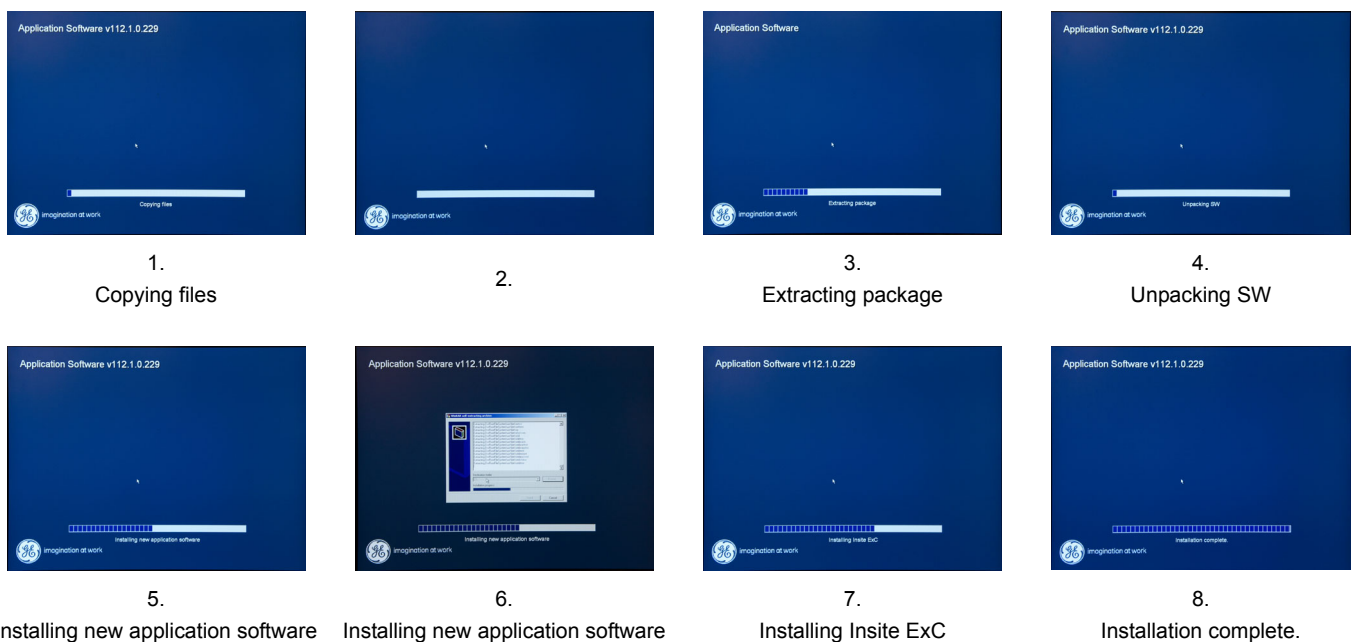 Application Software v112.1.0.229
Copying files
imagination at work
1.
Copying files
imagination at work
2.
Application Software
Extracting package
imagination at work
3.
Extracting package
Application Software v112.1.0.229
Unpacking SW
imagination at work
4.
Unpacking SW
Application Software v112.1.0.229
Installing new application software
imagination at work
5.
nstalling new application software
Application Software v112.1.0.229
Installing new application software
imagination at work
6.
Installing new application software
Application Software v112.1.0.229
Installing Insite ExC
imagination at work
7.
Installing Insite ExC
Application Software v112.1.0.229
Installation complete.
imagination at work
8.
Installation complete.